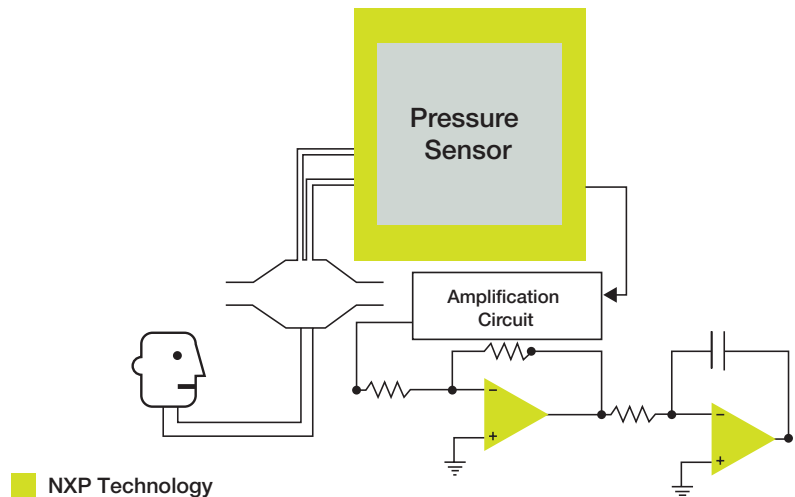 Pressure
Sensor
Amplification
Circuit
−
+
−
+
NXP Technology